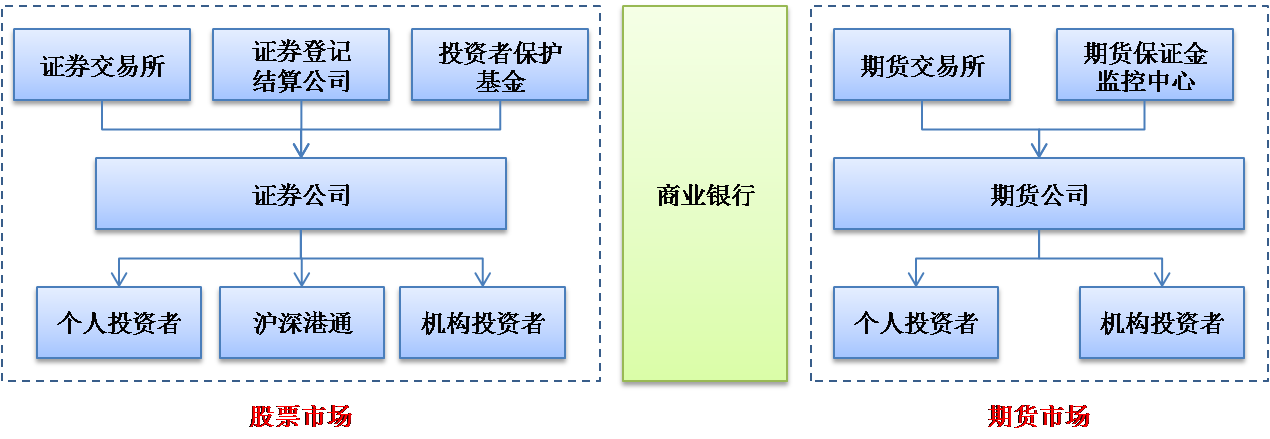 证券交易所
证券登记
结算公司
投资者保护
基金
证券公司
个人投资者
沪深港通
机构投资者
股票市场
商业银行
期货交易所
期货保证金
监控中心
期货公司
个人投资者
机构投资者
期货市场